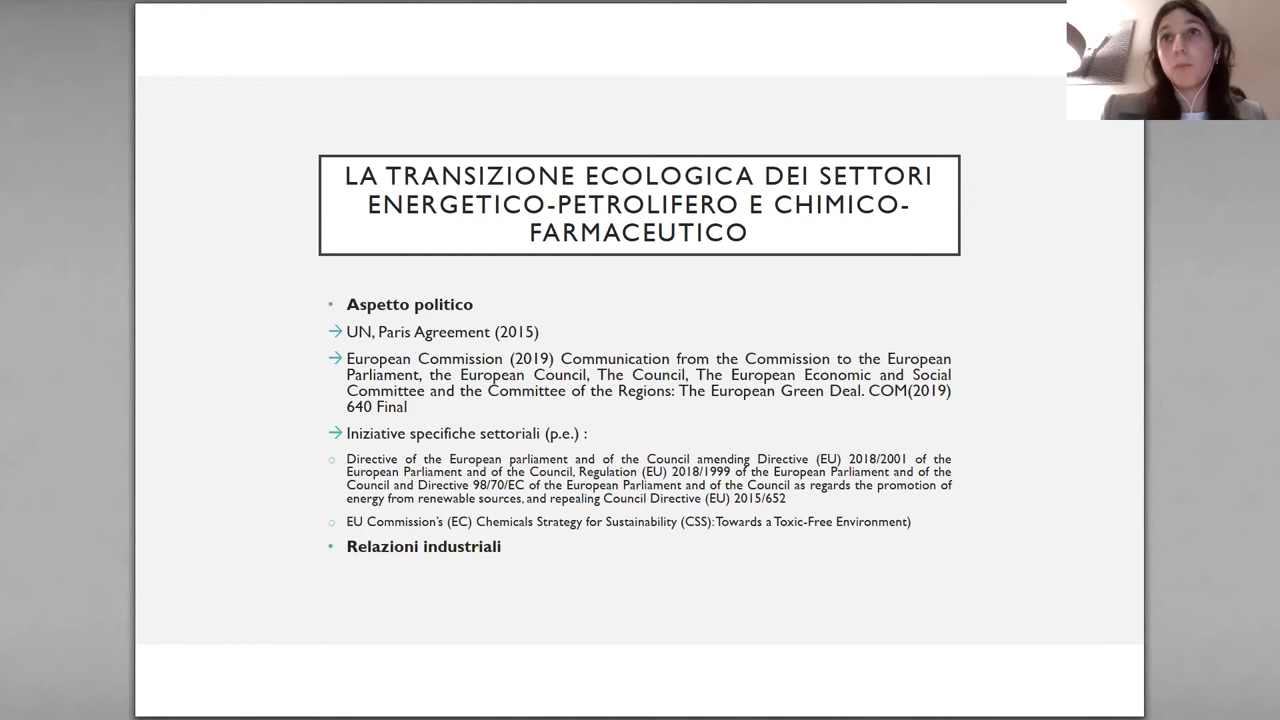 LA TRANSIZIONE ECOLOGICA DEI SETTORI
ENERGETICO-PETROLIFERO E CHIMICO-
FARMACEUTICO
• Aspetto politico
→ UN, Paris Agreement (2015)
→ European Commission (2019) Communication from the Commission to the European
Parliament, the European Council, The Council, The European Economic and Social
Committee and the Committee of the Regions: The European Green Deal. COM(2019)
640 Final
→ Iniziative specifiche settoriali (p.e.) :
○ Directive of the European parliament and of the Council amending Directive (EU) 2018/2001 of the
European Parliament and of the Council, Regulation (EU) 2018/1999 of the European Parliament and of the
Council and Directive 98/70/EC of the European Parliament and of the Council as regards the promotion of
energy from renewable sources, and repealing Council Directive (EU) 2015/652
○ EU Commission's (EC) Chemicals Strategy for Sustainability (CSS): Towards a Toxic-Free Environment)
• Relazioni industriali